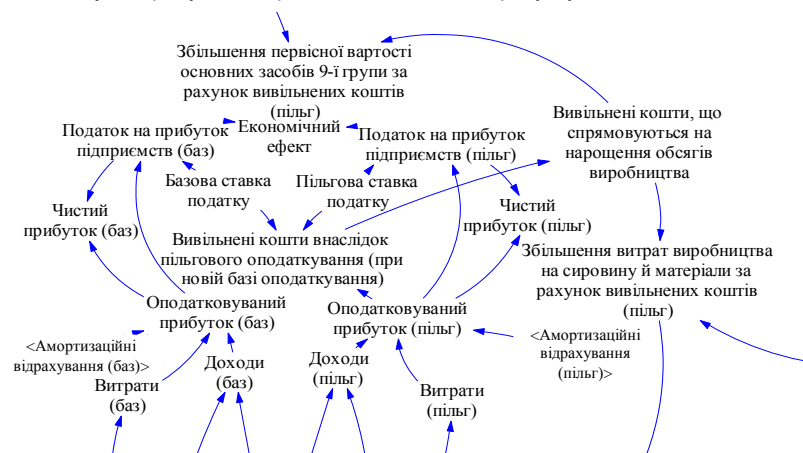 Збільшення первісної вартості
основних засобів 9-ї групи за
рахунок вивільнених коштів
(пільг)
Податок на прибуток
підприємств (баз)
Економічний
ефект
Податок на прибуток
підприємств (пільг)
Вивільнені кошти, що
спрямовуються на
нарощення обсягів
виробництва
Базова ставка
податку
Пільгова ставка
податку
Чистий
прибуток (баз)
Чистий
прибуток (пільг)
Вивільнені кошти внаслідок
пільгового оподаткування (при
новій базі оподаткування)
Збільшення витрат виробництва
на сировину й матеріали за
рахунок вивільнених коштів
(пільг)
Оподатковуваний
прибуток (баз)
Оподатковуваний
прибуток (пільг)
<Амортизаційні
відрахування (баз)>
Витрати
(баз)
Доходи
(баз)
Доходи
(пільг)
Витрати
(пільг)
<Амортизаційні
відрахування
(пільг)>